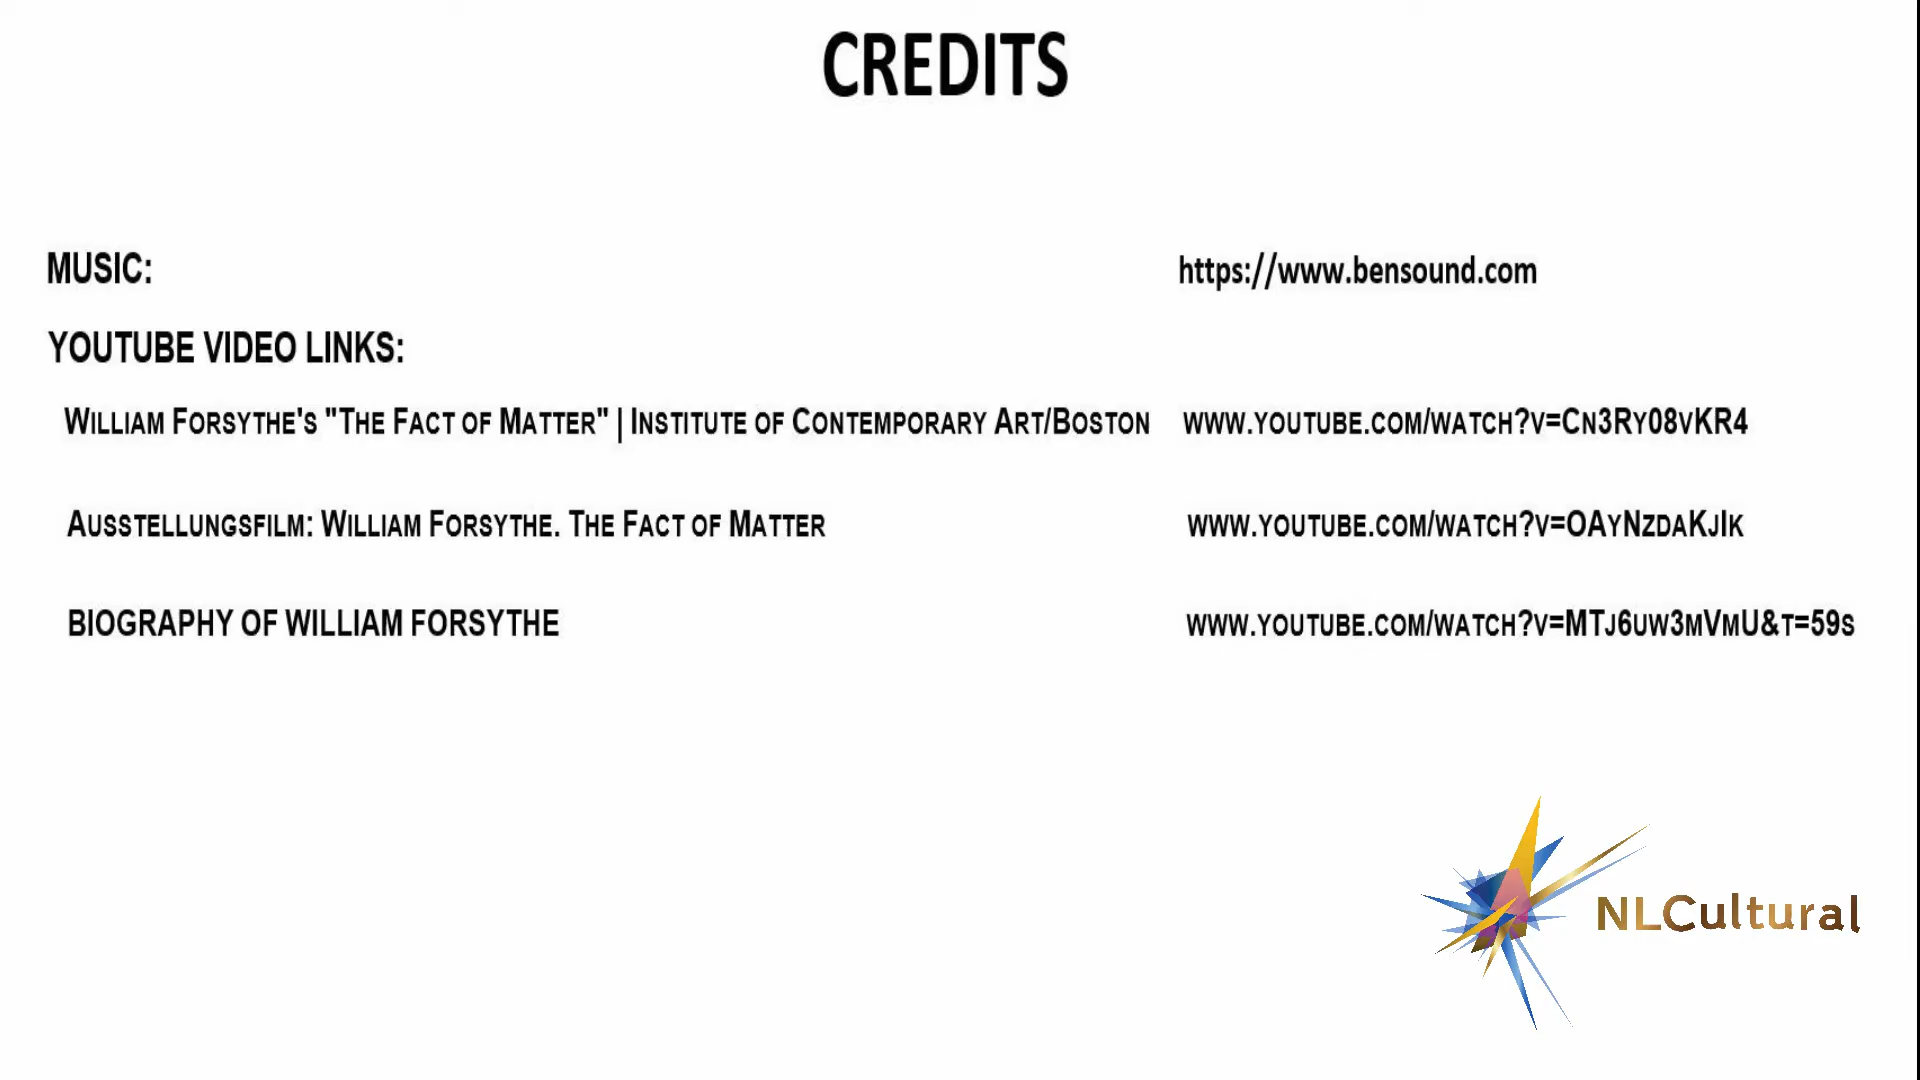 CREDITS
MUSIC: https://www.bensound.com
YOUTUBE VIDEO LINKS:
William Forsythe's "The Fact of Matter" | Institute of Contemporary Art/Boston www.youtube.com/watch?v=Cn3Ry08vKR4
Ausstellungsfilm: William Forsythe. The Fact of Matter www.youtube.com/watch?v=OAyNzdaKjIk
BIOGRAPHY OF WILLIAM FORSYTHE www.youtube.com/watch?v=MTj6uw3mVmU&t=59s
NLCultural